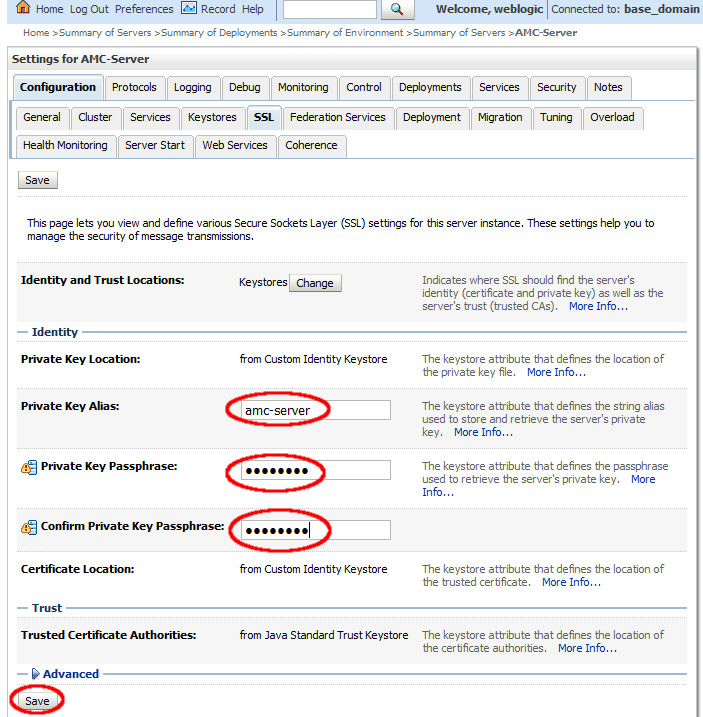 Home Log Out Preferences Record Help Welcome, weblogic Connected to: base_domain
Home >Summary of Servers >Summary of Deployments >Summary of Environment >Summary of Servers >AMC-Server
Settings for AMC-Server
Configuration Protocols Logging Debug Monitoring Control Deployments Services Security Notes
General Cluster Services Keystores SSL Federation Services Deployment Migration Tuning Overload
Health Monitoring Server Start Web Services Coherence
Save
This page lets you view and define various Secure Sockets Layer (SSL) settings for this server instance. These settings help you to
manage the security of message transmissions.
Identity and Trust Locations: Keystores Change Indicates where SSL should find the server's
identity (certificate and private key) as well as the
server's trust (trusted CAs). More Info...
Identity
Private Key Location: from Custom Identity Keystore The keystore attribute that defines the location of
the private key file. More Info...
Private Key Alias: amc-server The keystore attribute that defines the string alias
used to store and retrieve the server's private
key. More Info...
Private Key Passphrase: ●●●●●●●● The keystore attribute that defines the passphrase
used to retrieve the server's private key. More
Info...
Confirm Private Key Passphrase: ●●●●●●●●
Certificate Location: from Custom Identity Keystore The keystore attribute that defines the location of
the trusted certificate. More Info...
Trust
Trusted Certificate Authorities: from Java Standard Trust Keystore The keystore attribute that defines the location of
the certificate authorities. More Info...
Advanced
Save